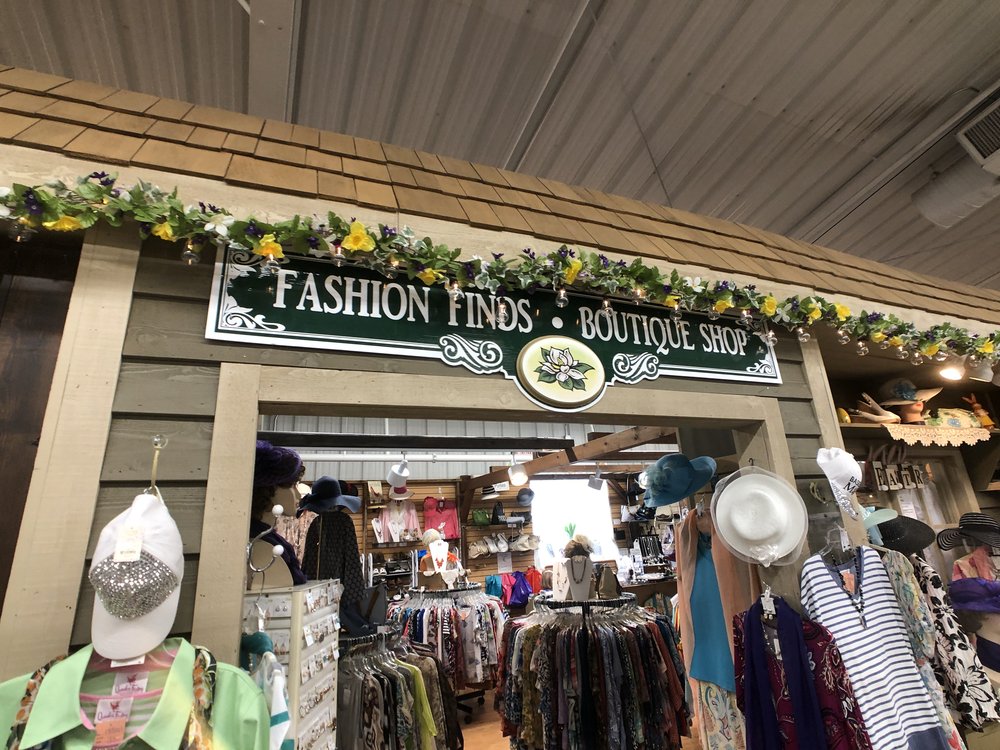 FASHION FINDS • BOUTIQUE SHOP